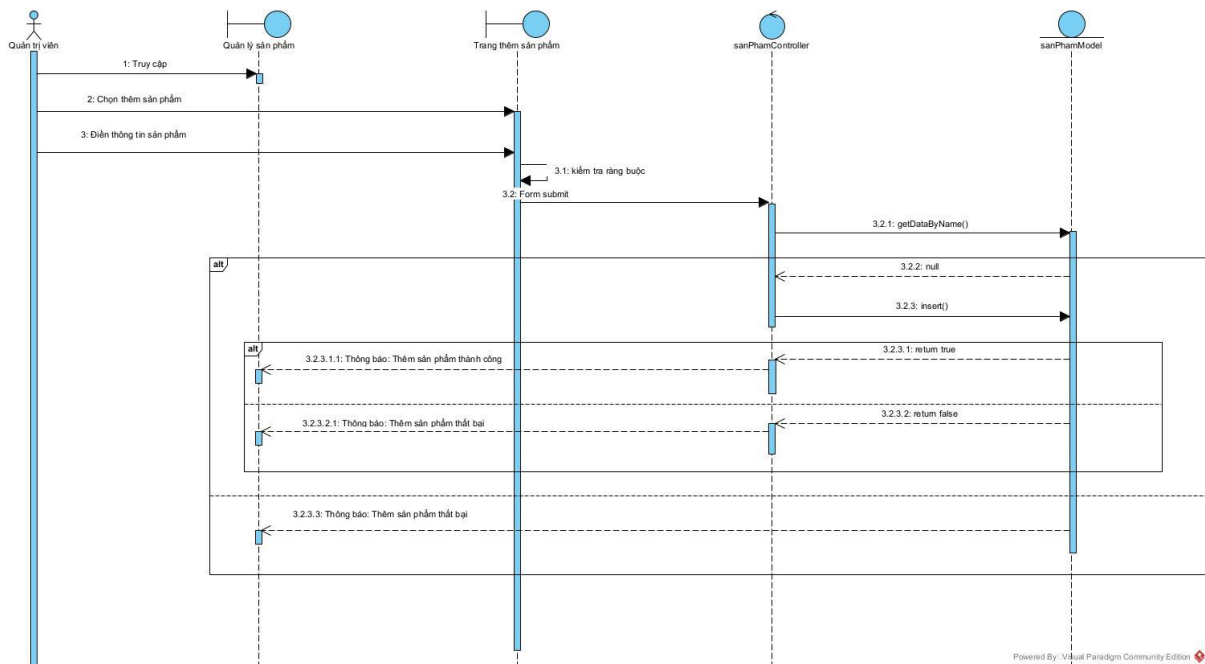 Quản trị viên
Quản lý sản phẩm
Trang thêm sản phẩm
sanPhamController
sanPhamModel
1: Truy cập
2: Chọn thêm sản phẩm
3: Điền thông tin sản phẩm
3.1: kiểm tra ràng buộc
3.2: Form submit
3.2.1: getDataByName()
alt
3.2.2: null
3.2.3: insert()
alt
3.2.3.1: return true
3.2.3.1.1: Thông báo: Thêm sản phẩm thành công
3.2.3.2: return false
3.2.3.2.1: Thông báo: Thêm sản phẩm thất bại
3.2.3.3: Thông báo: Thêm sản phẩm thất bại
Powered By Visual Paradigm Community Edition